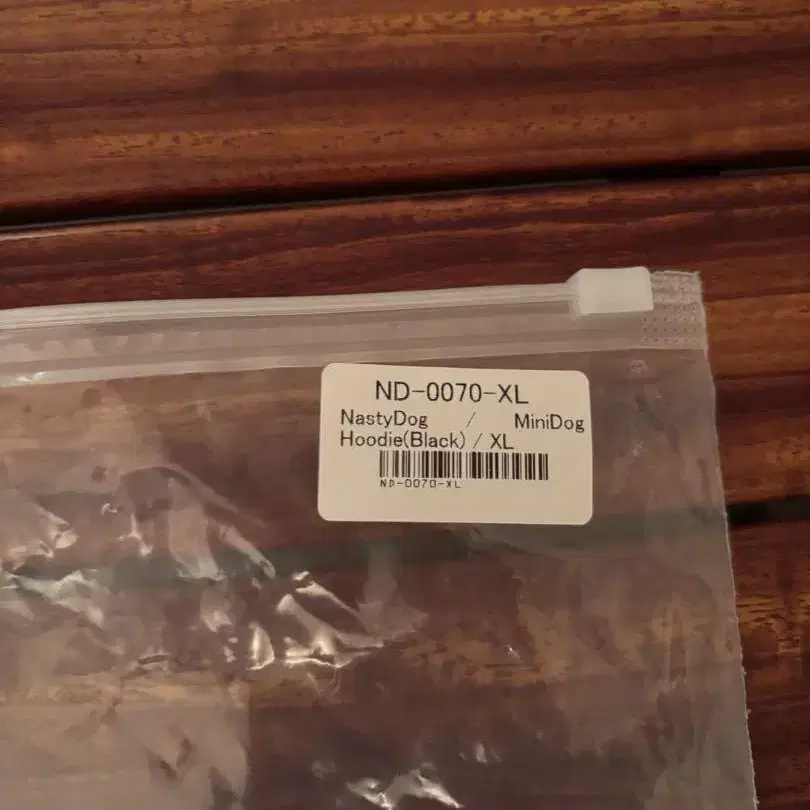 ND-0070-XL
NastyDog / MiniDog
Hoodie(Black) / XL
ND-0070-XL